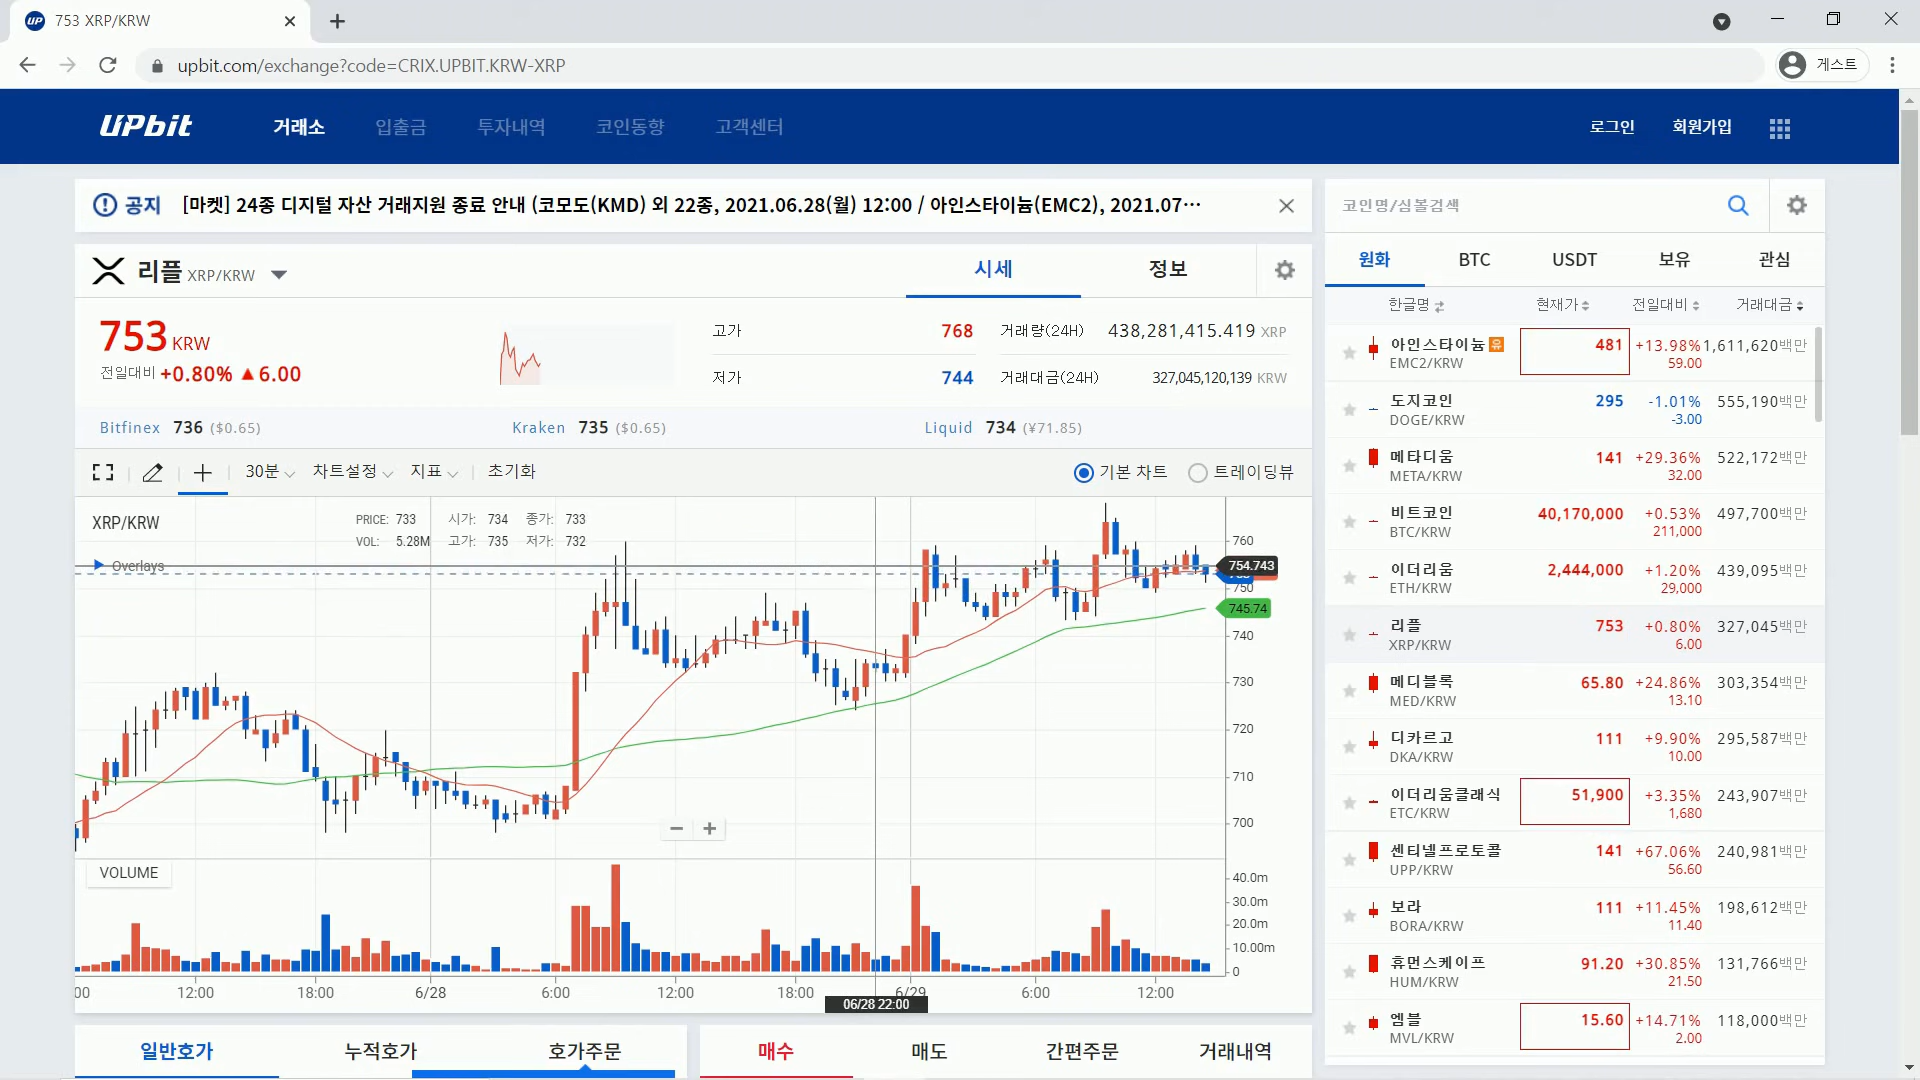 753 XRP/KRW
upbit.com/exchange?code=CRIX.UPBIT.KRW-XRP
게스트
UPbit 거래소 입출금 투자내역 코인동향 고객센터 로그인 회원가입
공지 [마켓] 24종 디지털 자산 거래지원 종료 안내 (코모도(KMD) 외 22종, 2021.06.28(월) 12:00 / 아인스타이늄(EMC2), 2021.07…
리플 XRP/KRW 시세 정보
753 KRW
전일대비 +0.80% ▲6.00
고가 768 거래량(24H) 438,281,415.419 XRP
저가 744 거래대금(24H) 327,045,120,139 KRW
Bitfinex 736 ($0.65) Kraken 735 ($0.65) Liquid 734 (¥71.85)
30분 차트설정 지표 초기화 기본 차트 트레이딩뷰
XRP/KRW
PRICE: 733 시가: 734 종가: 733
VOL: 5.28M 고가: 735 저가: 732
Overlays
760
754.743
750
745.74
740
730
720
710
700
VOLUME
40.0m
30.0m
20.0m
10.00m
0
00 12:00 18:00 6/28 6:00 12:00 18:00 6/29 6:00 12:00
06/28 22:00
일반호가 누적호가 호가주문 매수 매도 간편주문 거래내역
코인명/심볼검색
원화 BTC USDT 보유 관심
한글명 현재가 전일대비 거래대금
아인스타이늄 유 481 +13.98% 1,611,620백만
EMC2/KRW 59.00
도지코인 295 -1.01% 555,190백만
DOGE/KRW -3.00
메타디움 141 +29.36% 522,172백만
META/KRW 32.00
비트코인 40,170,000 +0.53% 497,700백만
BTC/KRW 211,000
이더리움 2,444,000 +1.20% 439,095백만
ETH/KRW 29,000
리플 753 +0.80% 327,045백만
XRP/KRW 6.00
메디블록 65.80 +24.86% 303,354백만
MED/KRW 13.10
디카르고 111 +9.90% 295,587백만
DKA/KRW 10.00
이더리움클래식 51,900 +3.35% 243,907백만
ETC/KRW 1,680
센티넬프로토콜 141 +67.06% 240,981백만
UPP/KRW 56.60
보라 111 +11.45% 198,612백만
BORA/KRW 11.40
휴먼스케이프 91.20 +30.85% 131,766백만
HUM/KRW 21.50
엠블 15.60 +14.71% 118,000백만
MVL/KRW 2.00